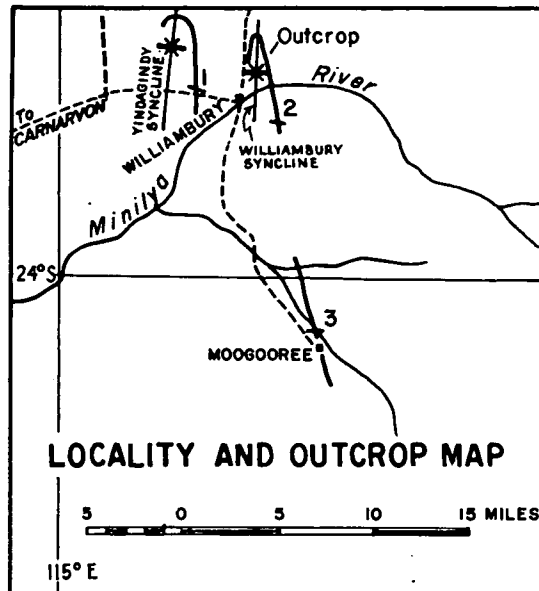 Outcrop
River
YINDAGINDY
SYNCLINE
1
2
To
CARNARVON
WILLIAMBURY
WILLIAMBURY
SYNCLINE
Minilya
24°S
3
MOOGOOREE
LOCALITY AND OUTCROP MAP
5 0 5 10 15 MILES
115°E